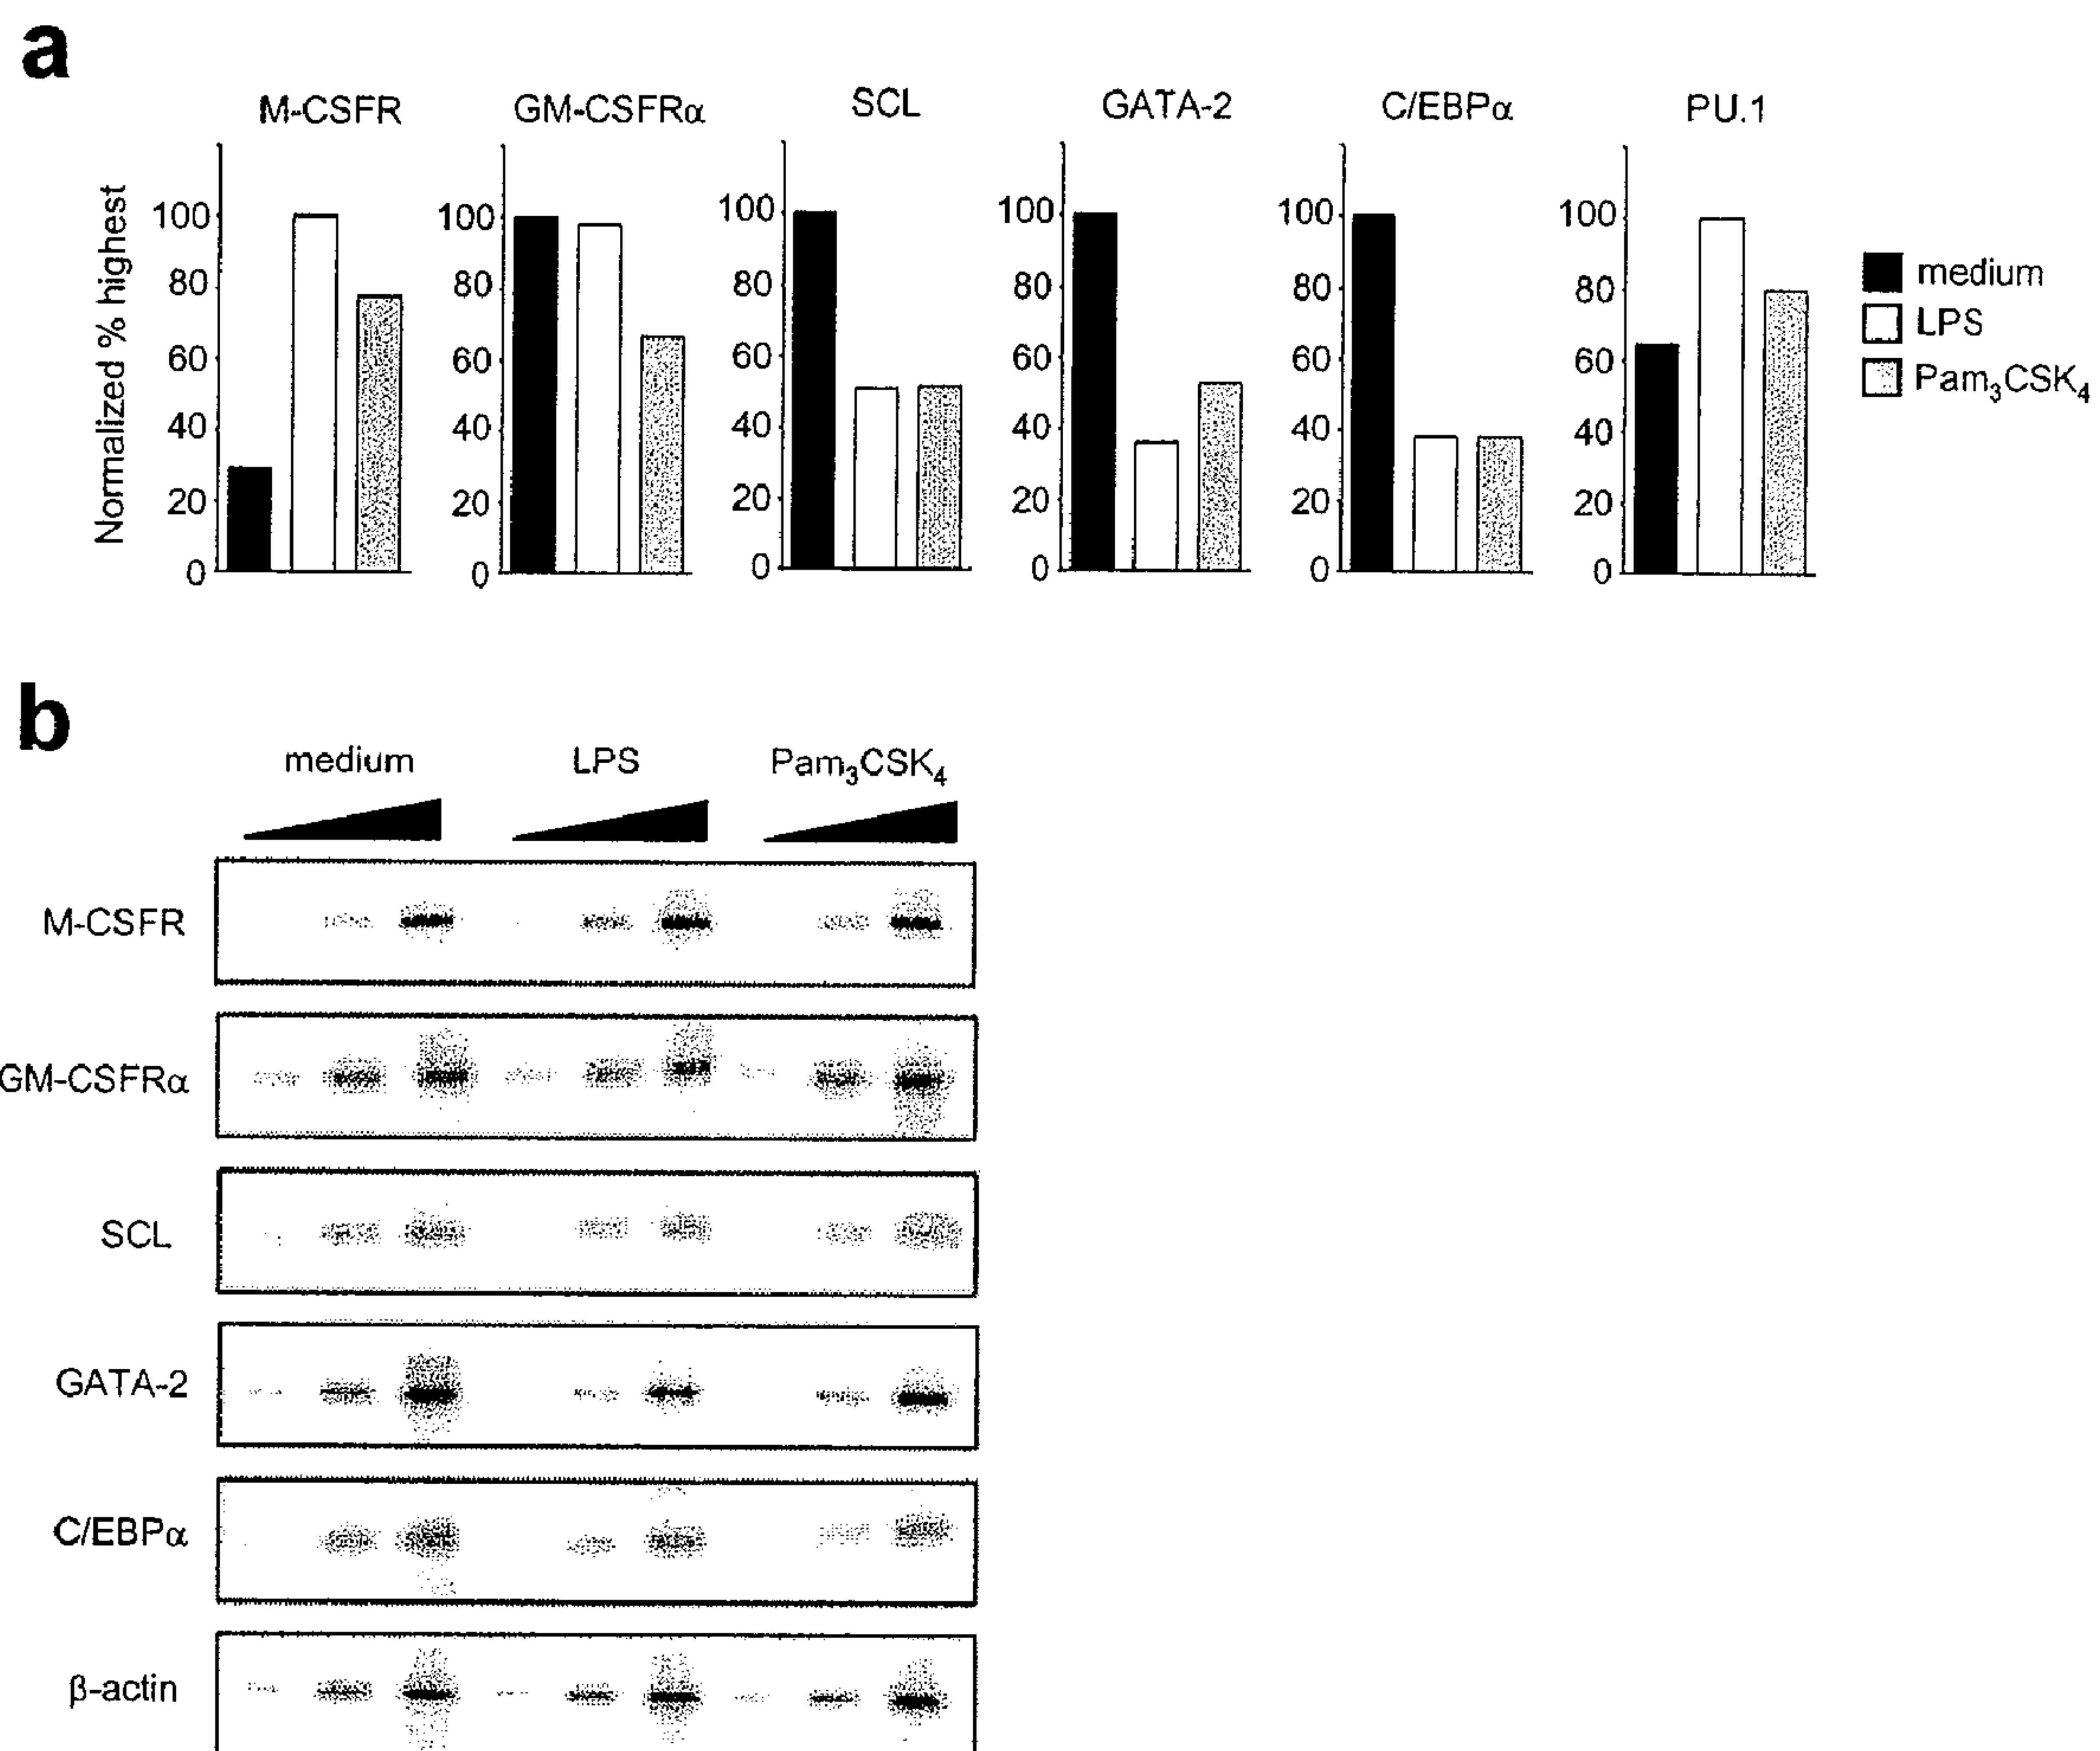 a
M-CSFR GM-CSFRα SCL GATA-2 C/EBPα PU.1
Normalized % highest
100 100 100 100 100 100
80 80 80 80 80 80
60 60 60 60 60 60
40 40 40 40 40 40
20 20 20 20 20 20
0 0 0 0 0 0
medium
LPS
Pam₃CSK₄
b
medium LPS Pam₃CSK₄
M-CSFR
GM-CSFRα
SCL
GATA-2
C/EBPα
β-actin